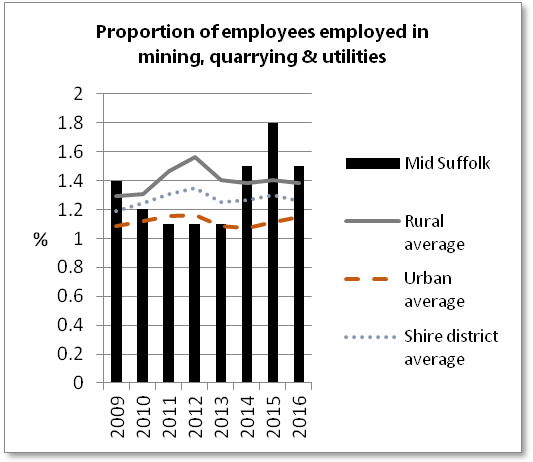 Proportion of employees employed in
mining, quarrying & utilities
2
1.8
1.6
1.4
1.2
1
0.8
0.6
0.4
0.2
0
%
2009
2010
2011
2012
2013
2014
2015
2016
Mid Suffolk
Rural
average
Urban
average
Shire district
average